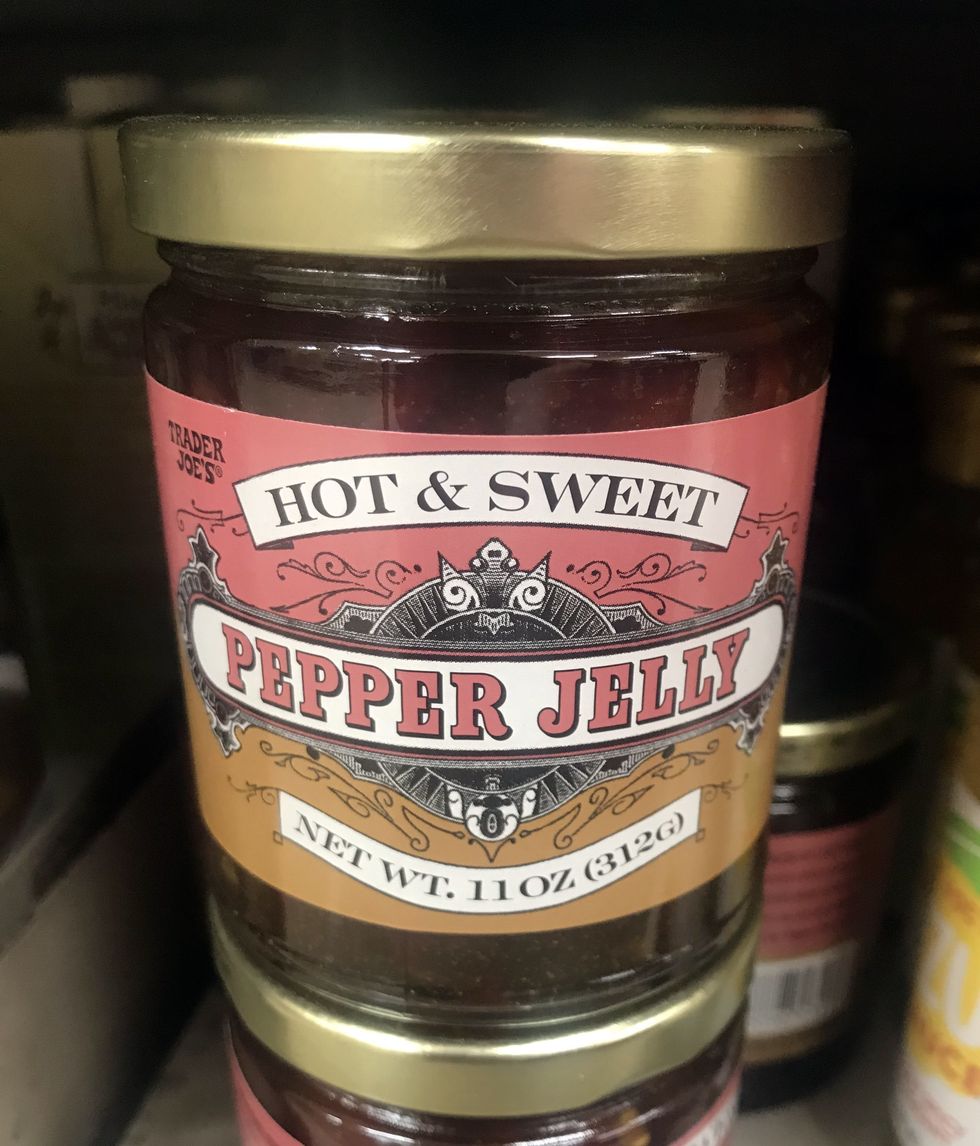 TRADER
JOE'S®
HOT & SWEET
PEPPER JELLY
NET WT. 11 OZ (312G)